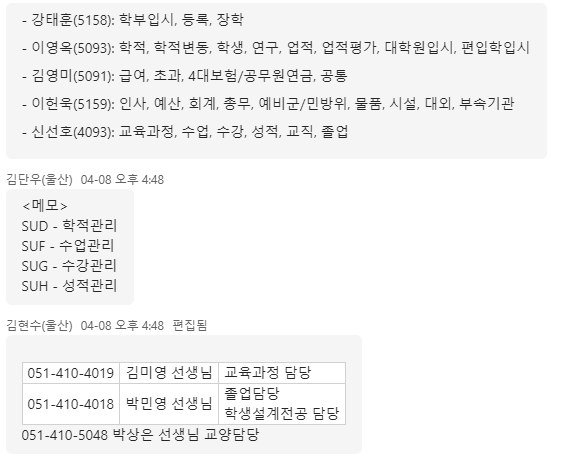 - 강태훈(5158): 학부입시, 등록, 장학
- 이영옥(5093): 학적, 학적변동, 학생, 연구, 업적, 업적평가, 대학원입시, 편입학입시
- 김영미(5091): 급여, 초과, 4대보험/공무원연금, 공통
- 이헌욱(5159): 인사, 예산, 회계, 총무, 예비군/민방위, 물품, 시설, 대외, 부속기관
- 신선호(4093): 교육과정, 수업, 수강, 성적, 교직, 졸업
김단우(울산) 04-08 오후 4:48
<메모>
SUD - 학적관리
SUF - 수업관리
SUG - 수강관리
SUH - 성적관리
김현수(울산) 04-08 오후 4:48 편집됨
051-410-4019 김미영 선생님 교육과정 담당
051-410-4018 박민영 선생님 졸업담당
학생설계전공 담당
051-410-5048 박상은 선생님 교양담당